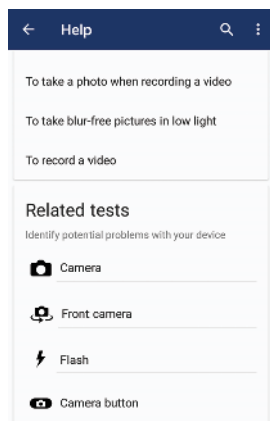 Help
To take a photo when recording a video
To take blur-free pictures in low light
To record a video
Related tests
Identify potential problems with your device
Camera
Front camera
Flash
Camera button